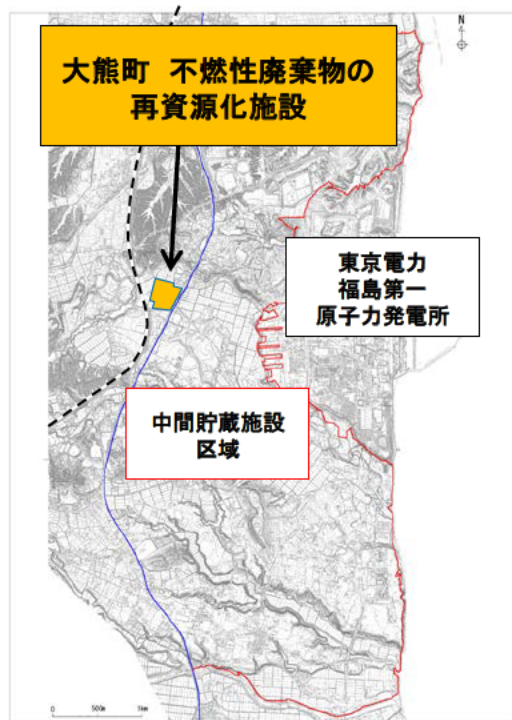 N
大熊町 不燃性廃棄物の
再資源化施設
東京電力
福島第一
原子力発電所
中間貯蔵施設
区域
0 500m 1km